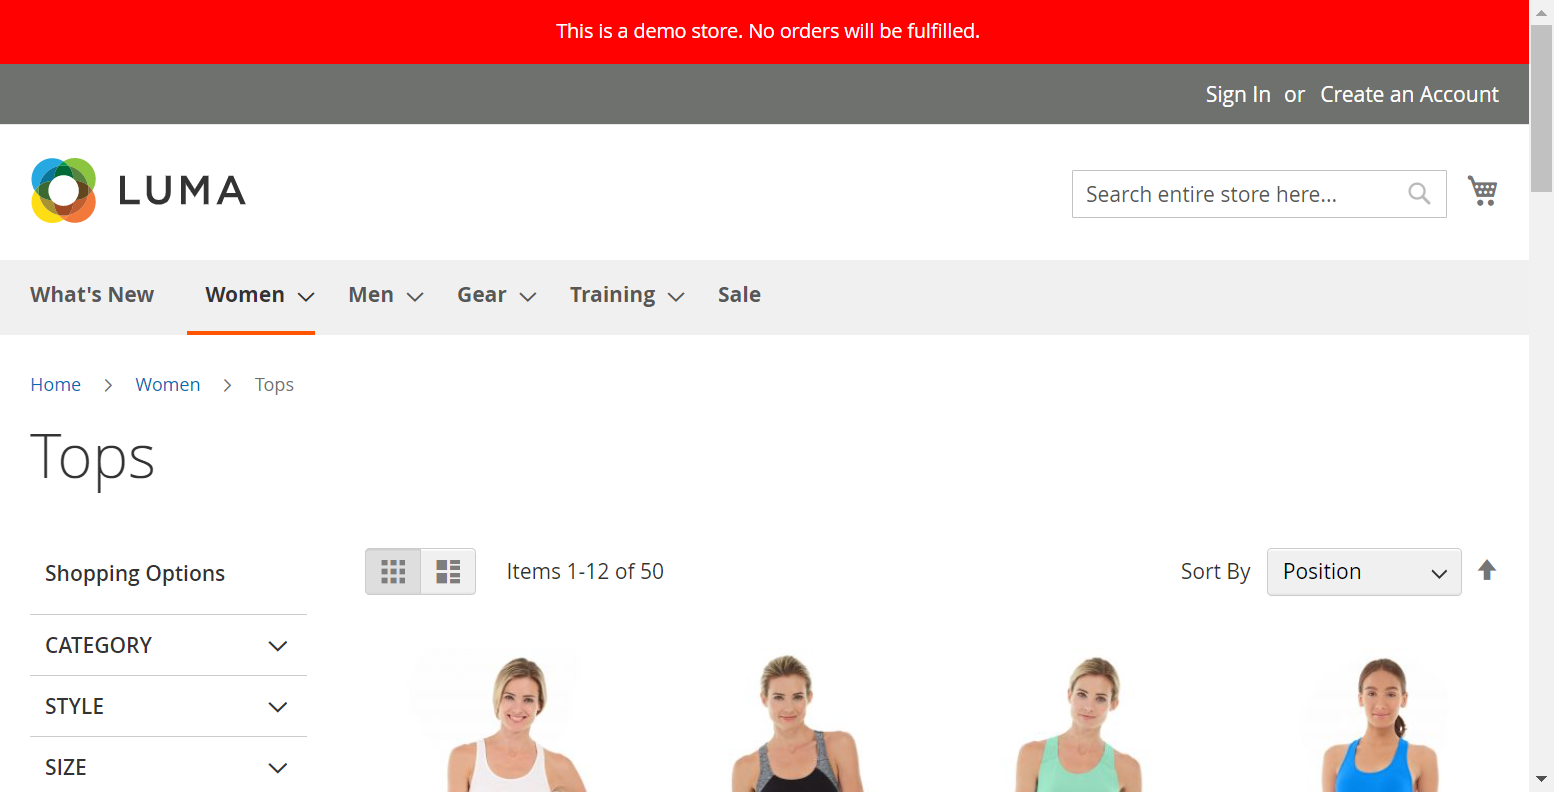 This is a demo store. No orders will be fulfilled.
Sign In or Create an Account
LUMA
Search entire store here...
What's New Women Men Gear Training Sale
Home > Women > Tops
Tops
Shopping Options
Items 1-12 of 50
Sort By Position
CATEGORY
STYLE
SIZE